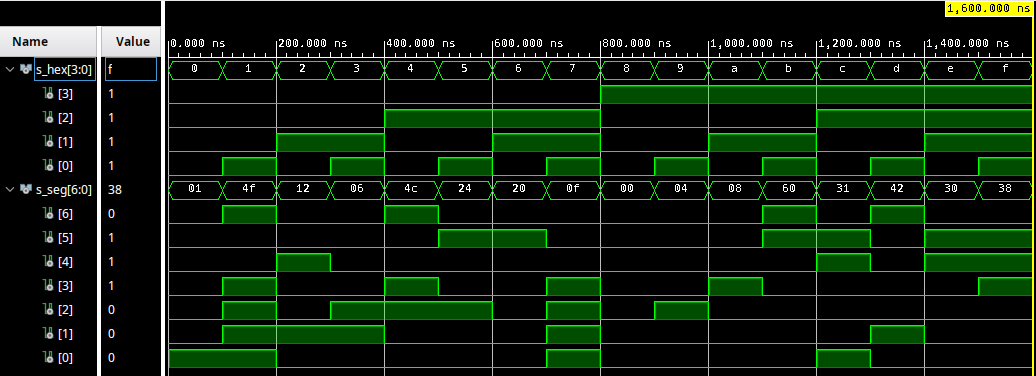 1,600.000 ns
Name Value 0.000 ns 200.000 ns 400.000 ns 600.000 ns 800.000 ns 1,000.000 ns 1,200.000 ns 1,400.000 ns
s_hex[3:0] f 0 1 2 3 4 5 6 7 8 9 a b c d e f
[3] 1
[2] 1
[1] 1
[0] 1
s_seg[6:0] 38 01 4f 12 06 4c 24 20 0f 00 04 08 60 31 42 30 38
[6] 0
[5] 1
[4] 1
[3] 1
[2] 0
[1] 0
[0] 0